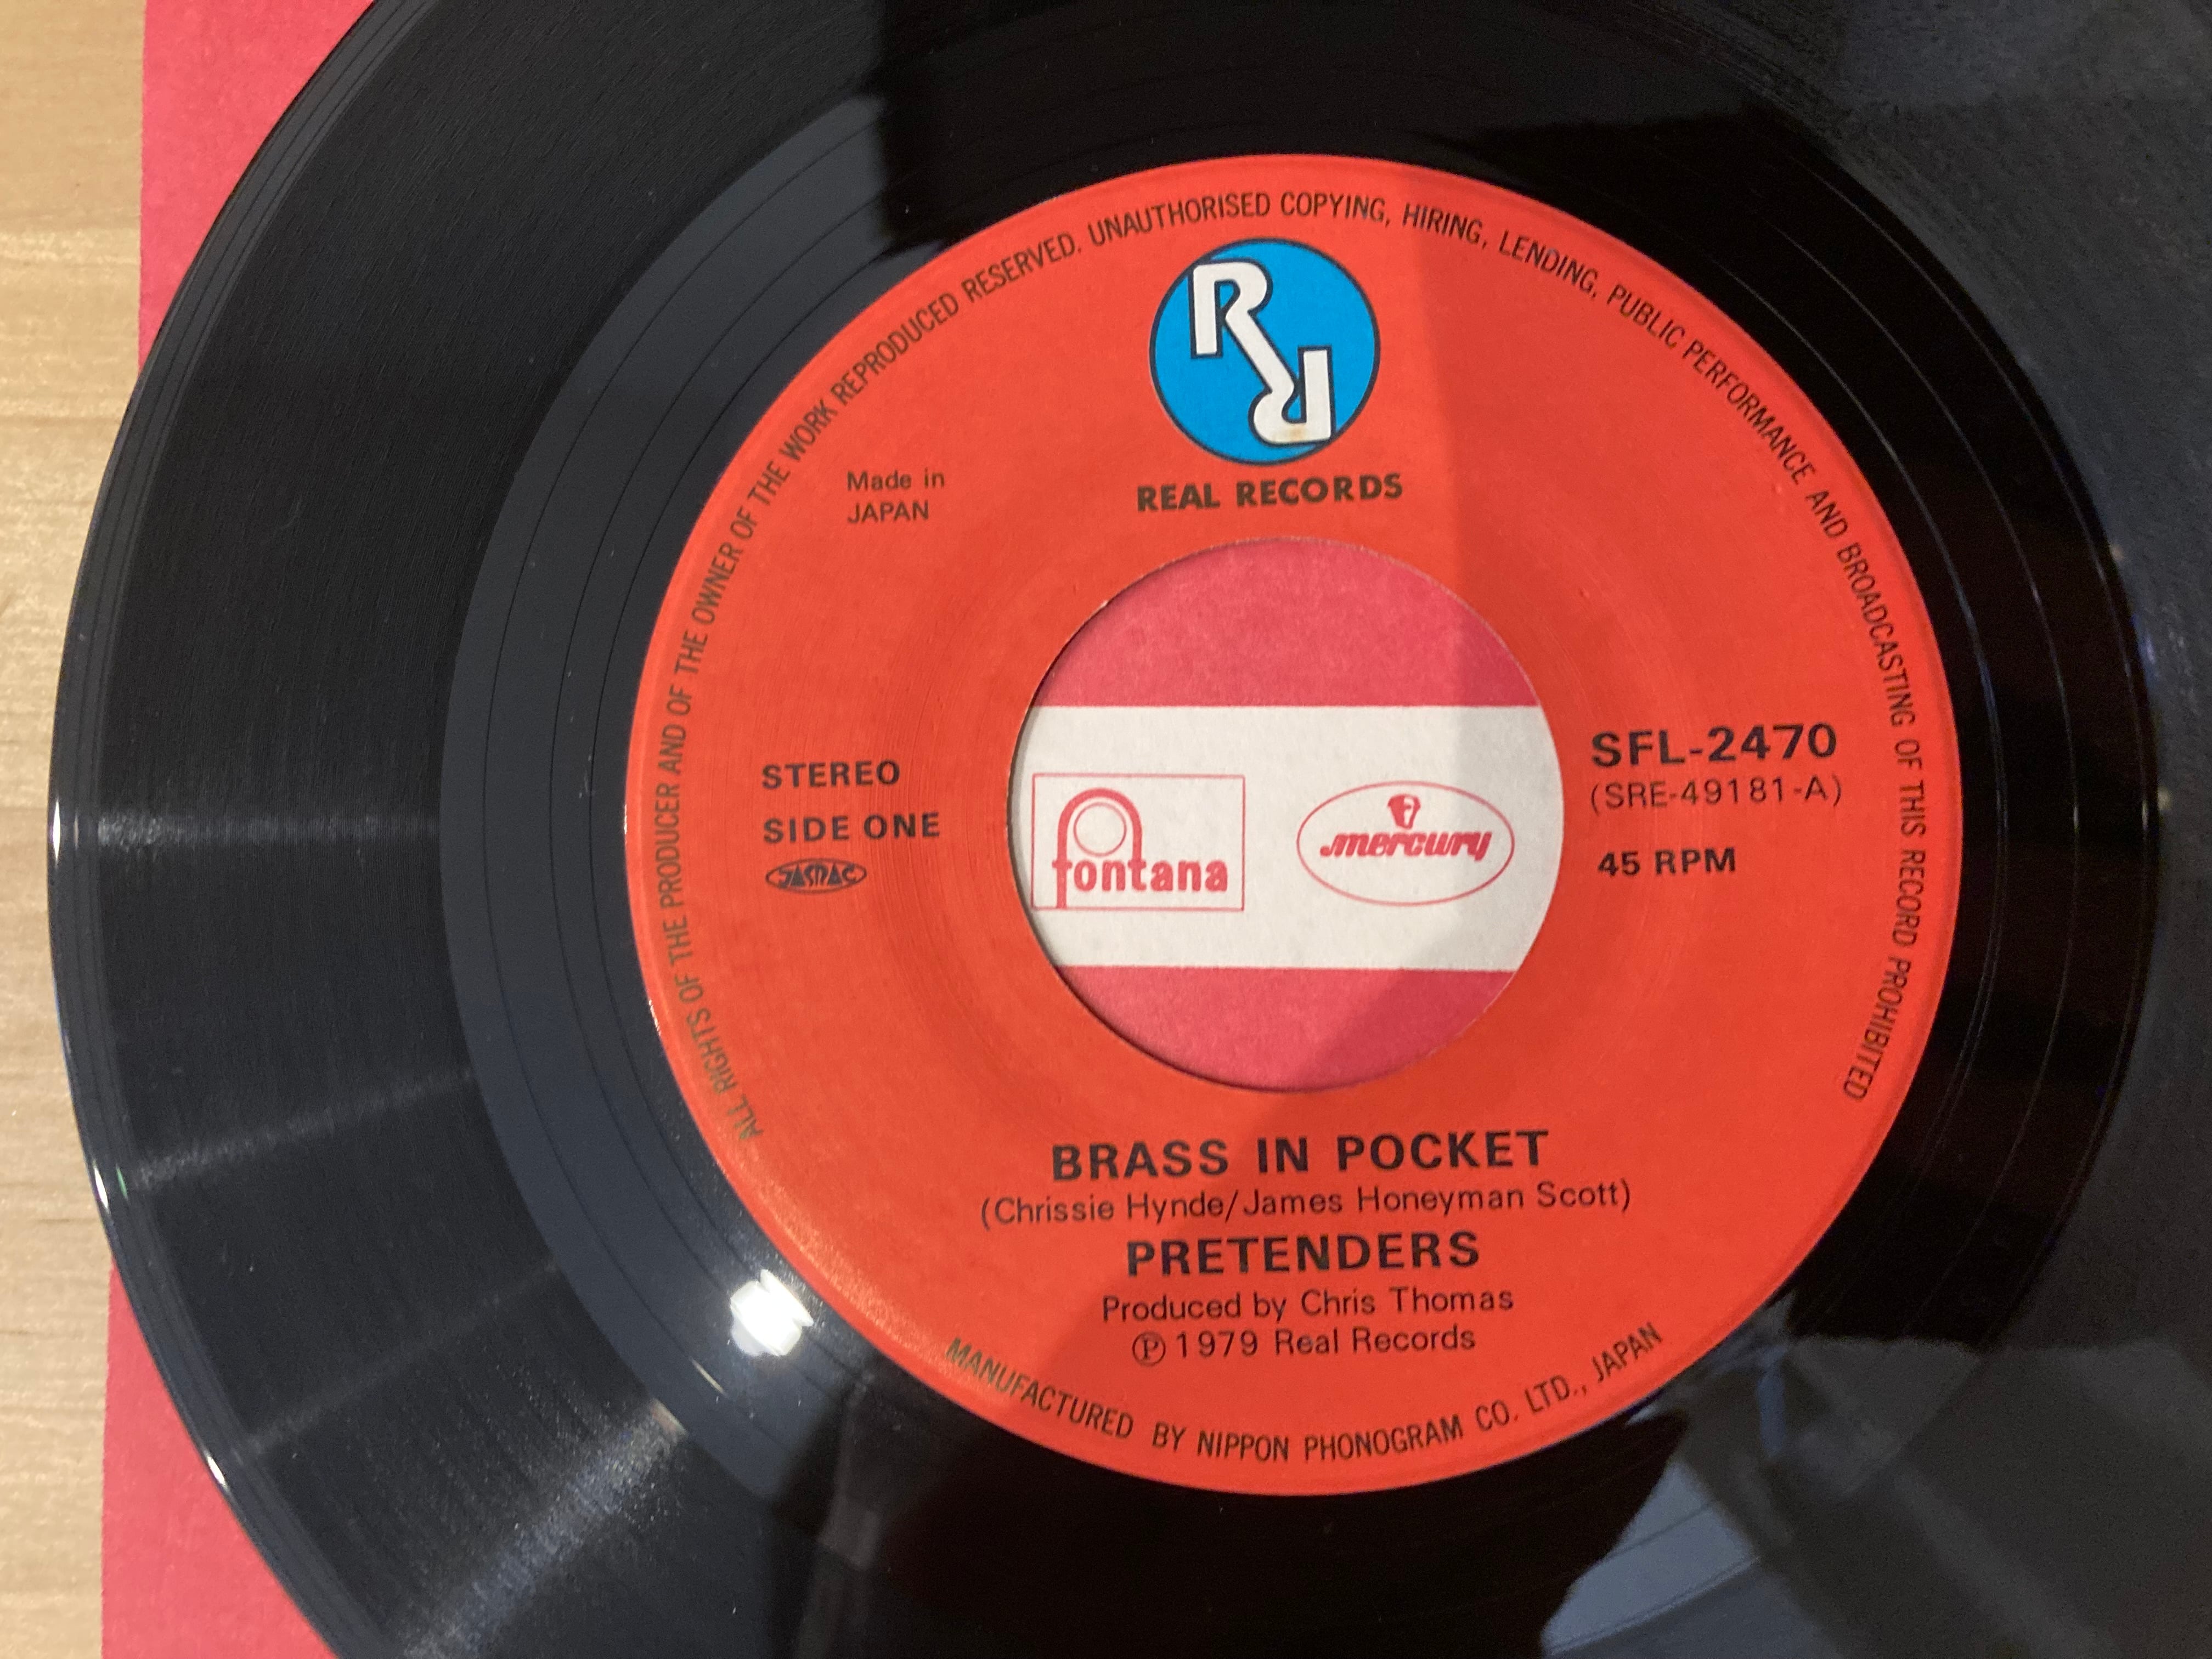 ALL RIGHTS OF THE PRODUCER AND OF THE OWNER OF THE WORK REPRODUCED RESERVED. UNAUTHORISED COPYING, HIRING, LENDING, PUBLIC PERFORMANCE AND BROADCASTING OF THIS RECORD PROHIBITED
RR
REAL RECORDS
Made in
JAPAN
STEREO
SIDE ONE
JASRAC
fontana
mercury
SFL-2470
(SRE-49181-A)
45 RPM
BRASS IN POCKET
(Chrissie Hynde/James Honeyman Scott)
PRETENDERS
Produced by Chris Thomas
Ⓟ 1979 Real Records
MANUFACTURED BY NIPPON PHONOGRAM CO. LTD., JAPAN